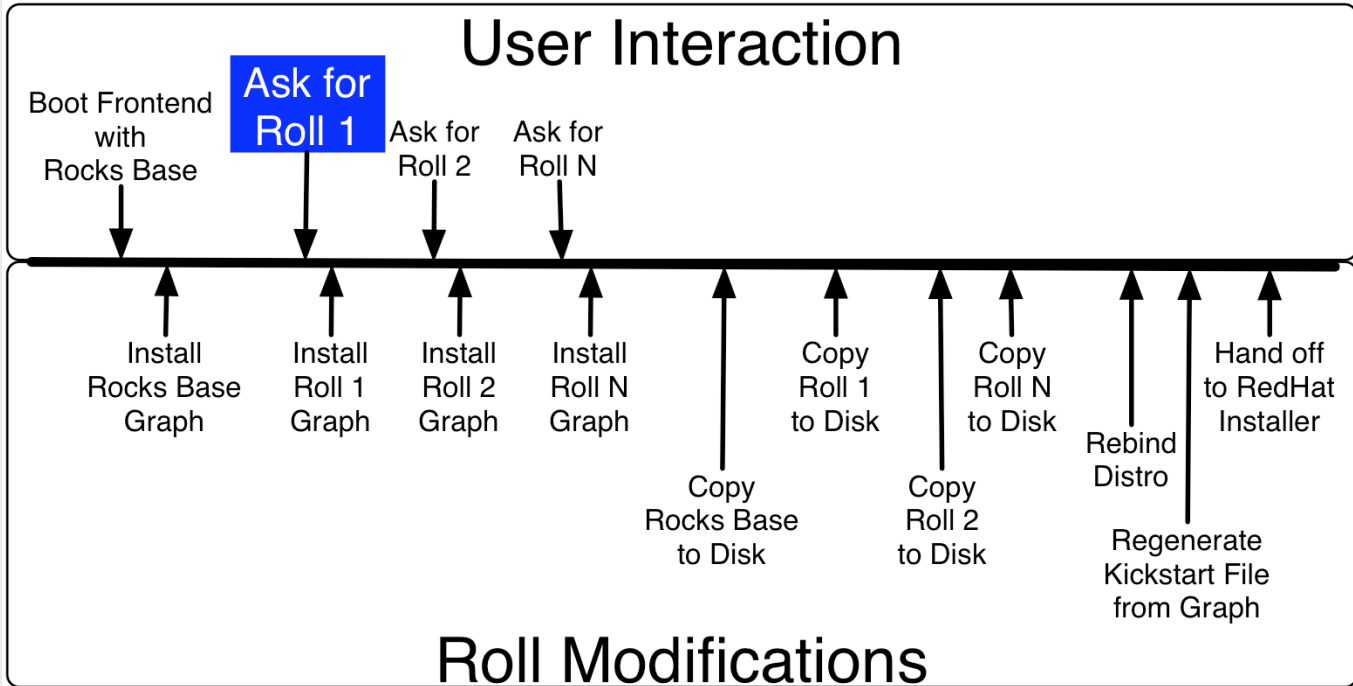 User Interaction
Boot Frontend
with
Rocks Base
Ask for
Roll 1
Ask for
Roll 2
Ask for
Roll N
Install
Rocks Base
Graph
Install
Roll 1
Graph
Install
Roll 2
Graph
Install
Roll N
Graph
Copy
Rocks Base
to Disk
Copy
Roll 1
to Disk
Copy
Roll 2
to Disk
Copy
Roll N
to Disk
Rebind
Distro
Regenerate
Kickstart File
from Graph
Hand off
to RedHat
Installer
Roll Modifications